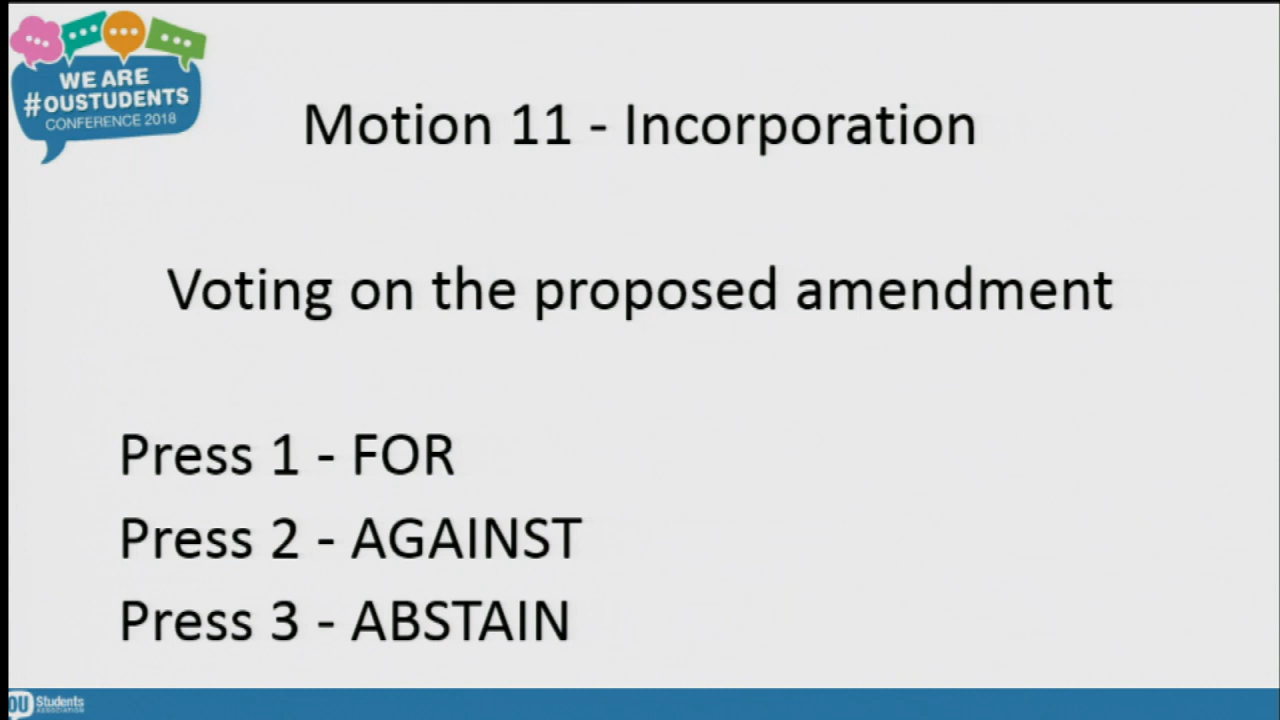 WE ARE
#OUSTUDENTS
CONFERENCE 2018
Motion 11 - Incorporation
Voting on the proposed amendment
Press 1 - FOR
Press 2 - AGAINST
Press 3 - ABSTAIN
OU Students
ASSOCIATION